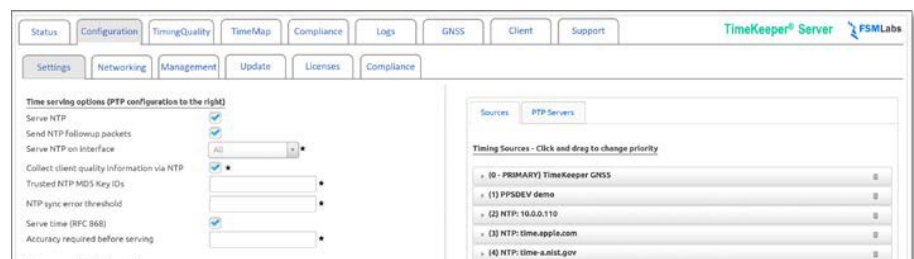 Status Configuration TimingQuality TimeMap Compliance Logs GNSS Client Support TimeKeeper® Server FSMLabs
Settings Networking Management Update Licenses Compliance
Time serving options (PTP configuration to the right)
Serve NTP
Send NTP followup packets
Serve NTP on interface All *
Collect client quality information via NTP *
Trusted NTP MD5 Key IDs *
NTP sync error threshold *
Serve time (RFC 868)
Accuracy required before serving *
Sources PTP Servers
Timing Sources - Click and drag to change priority
(0 - PRIMARY) TimeKeeper GNSS
(1) PPSDEV demo
(2) NTP: 10.0.0.110
(3) NTP: time.apple.com
(4) NTP: time-a.nist.gov